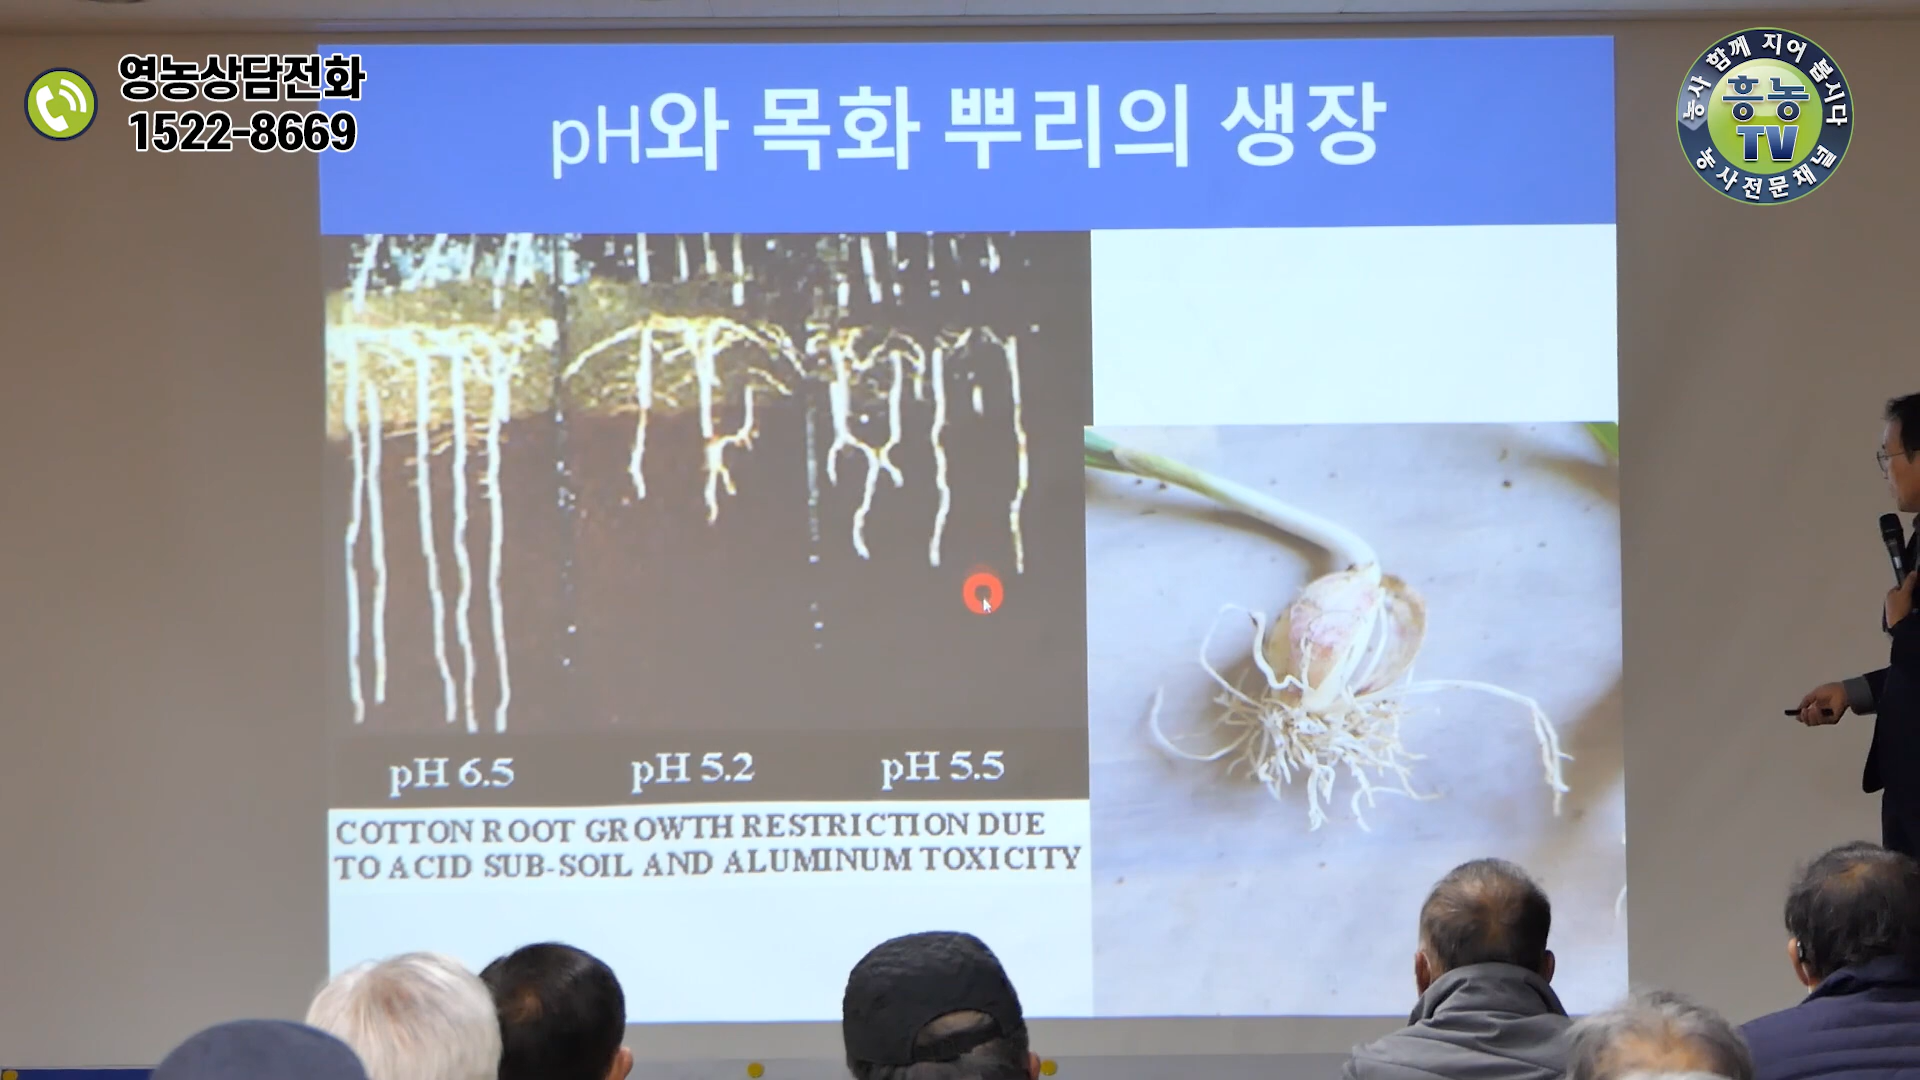 영농상담전화
1522-8669
pH와 목화 뿌리의 생장
농사 함께 지어 봅시다
흥농
TV
농사전문채널
pH 6.5
pH 5.2
pH 5.5
COTTON ROOT GROWTH RESTRICTION DUE
TO ACID SUB-SOIL AND ALUMINUM TOXICITY